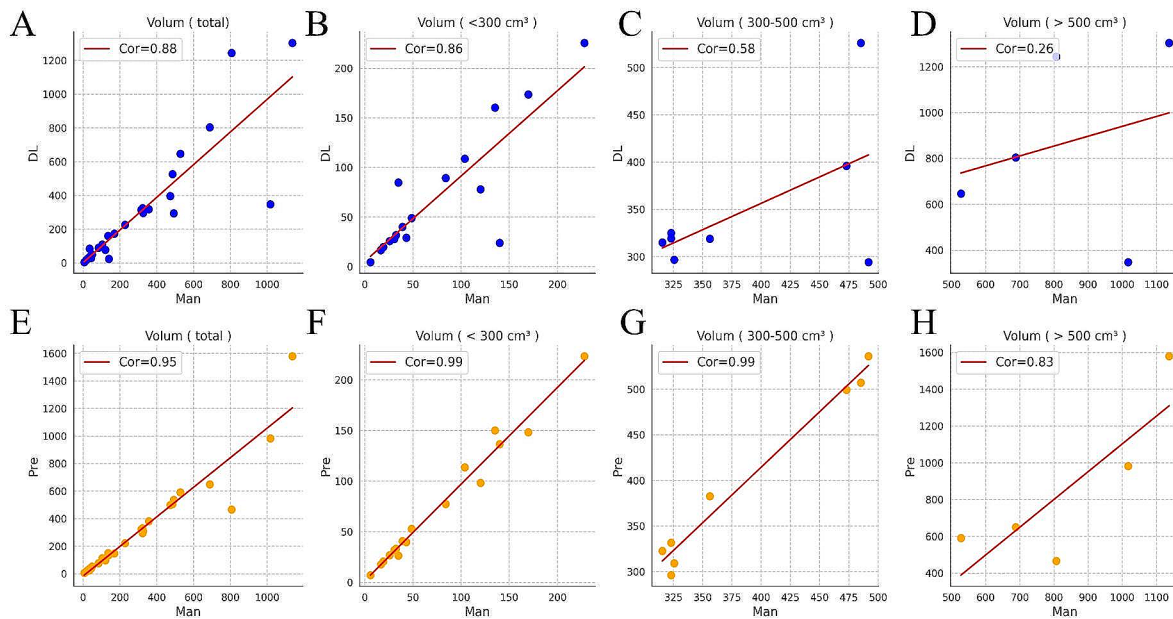 A
Volum ( total )
Cor=0.88
DL
1200
1000
800
600
400
200
0
0 200 400 600 800 1000
Man
B
Volum ( <300 cm³ )
Cor=0.86
DL
200
150
100
50
0
0 50 100 150 200
Man
C
Volum ( 300-500 cm³ )
Cor=0.58
DL
500
450
400
350
300
325 350 375 400 425 450 475 500
Man
D
Volum ( > 500 cm³ )
Cor=0.26
DL
1200
1000
800
600
400
500 600 700 800 900 1000 1100
Man
E
Volum ( total )
Cor=0.95
Pre
1600
1400
1200
1000
800
600
400
200
0
0 200 400 600 800 1000
Man
F
Volum ( < 300 cm³ )
Cor=0.99
Pre
200
150
100
50
0
0 50 100 150 200
Man
G
Volum ( 300-500 cm³ )
Cor=0.99
Pre
500
450
400
350
300
325 350 375 400 425 450 475 500
Man
H
Volum ( > 500 cm³ )
Cor=0.83
Pre
1600
1400
1200
1000
800
600
400
500 600 700 800 900 1000 1100
Man